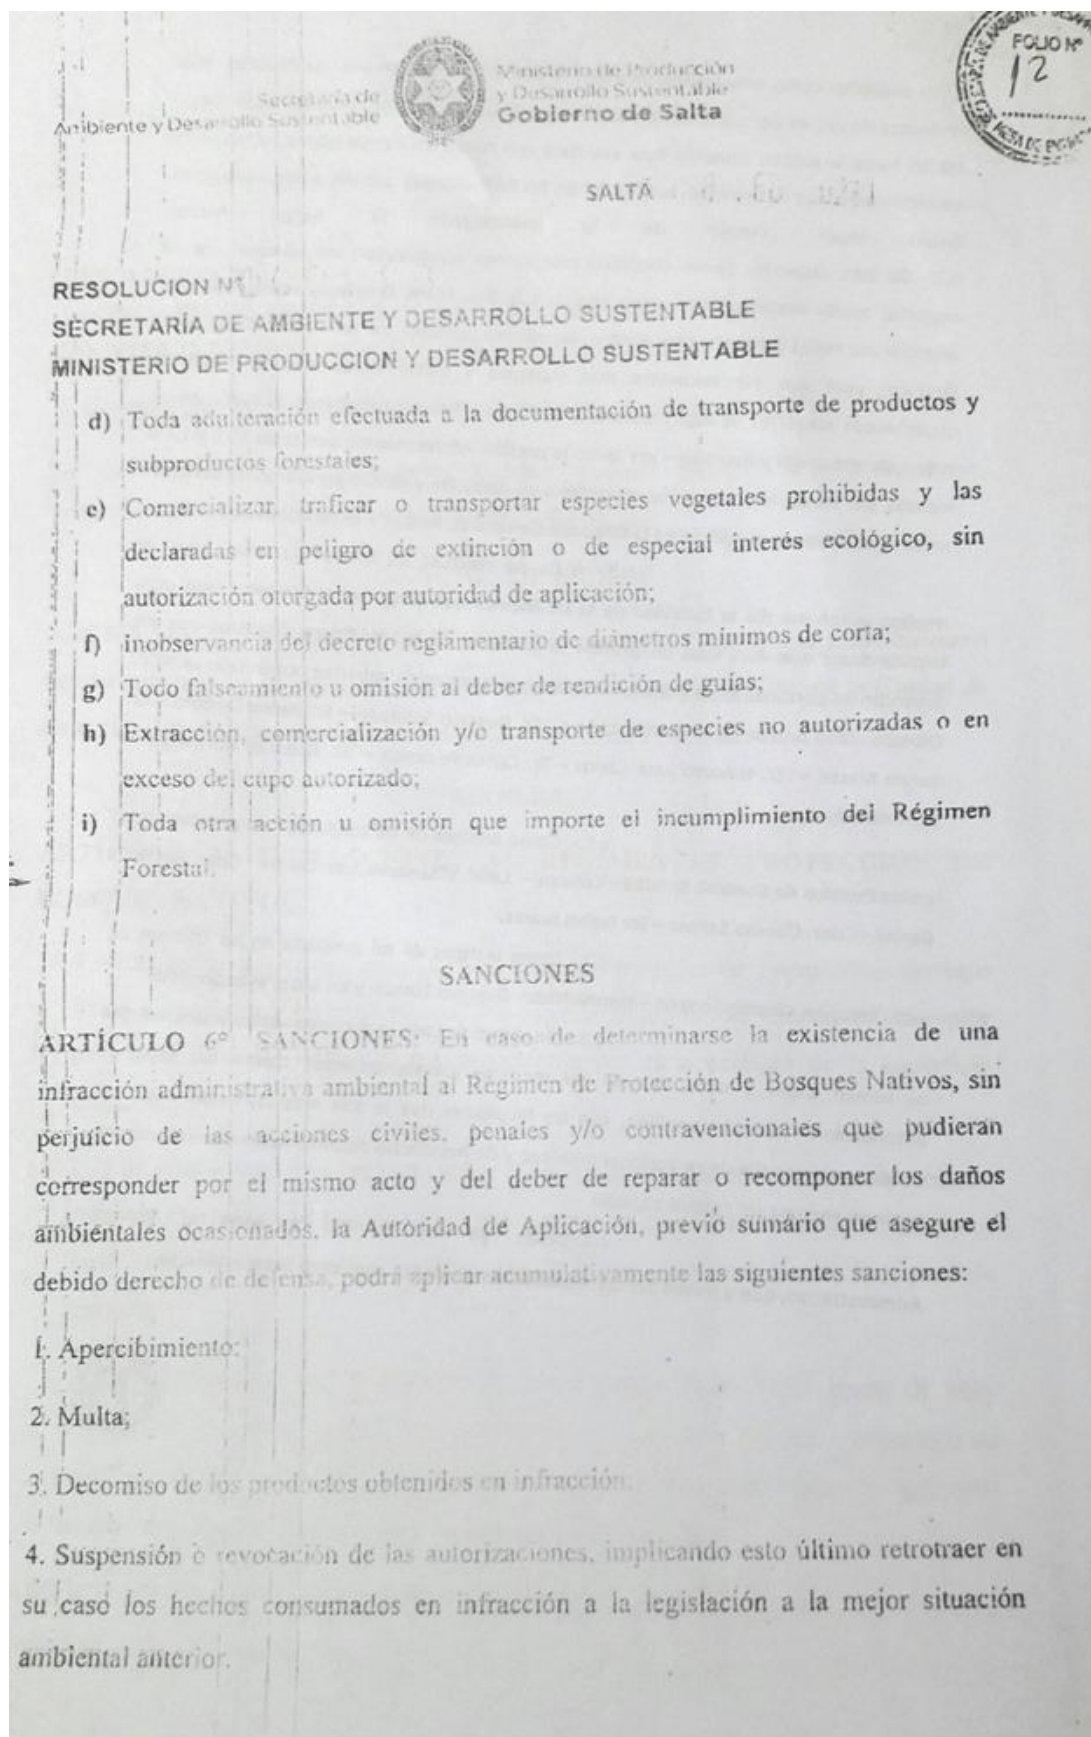 Secretaría de
Ambiente y Desarrollo Sustentable
Ministerio de Producción
y Desarrollo Sustentable
Gobierno de Salta
FOLIO Nº
12
SALTA
RESOLUCION Nº
SECRETARÍA DE AMBIENTE Y DESARROLLO SUSTENTABLE
MINISTERIO DE PRODUCCION Y DESARROLLO SUSTENTABLE
d) Toda adulteración efectuada a la documentación de transporte de productos y
subproductos forestales;
e) Comercializar, traficar o transportar especies vegetales prohibidas y las
declaradas en peligro de extinción o de especial interés ecológico, sin
autorización otorgada por autoridad de aplicación;
f) inobservancia del decreto reglamentario de diámetros mínimos de corta;
g) Todo falseamiento u omisión al deber de rendición de guías;
h) Extracción, comercialización y/o transporte de especies no autorizadas o en
exceso del cupo autorizado;
i) Toda otra acción u omisión que importe el incumplimiento del Régimen
Forestal.
SANCIONES
ARTÍCULO 6º SANCIONES: En caso de determinarse la existencia de una
infracción administrativa ambiental al Régimen de Protección de Bosques Nativos, sin
perjuicio de las acciones civiles, penales y/o contravencionales que pudieran
corresponder por el mismo acto y del deber de reparar o recomponer los daños
ambientales ocasionados, la Autoridad de Aplicación, previo sumario que asegure el
debido derecho de defensa, podrá aplicar acumulativamente las siguientes sanciones:
1. Apercibimiento;
2. Multa;
3. Decomiso de los productos obtenidos en infracción.
4. Suspensión o revocación de las autorizaciones, implicando esto último retrotraer en
su caso los hechos consumados en infracción a la legislación a la mejor situación
ambiental anterior.